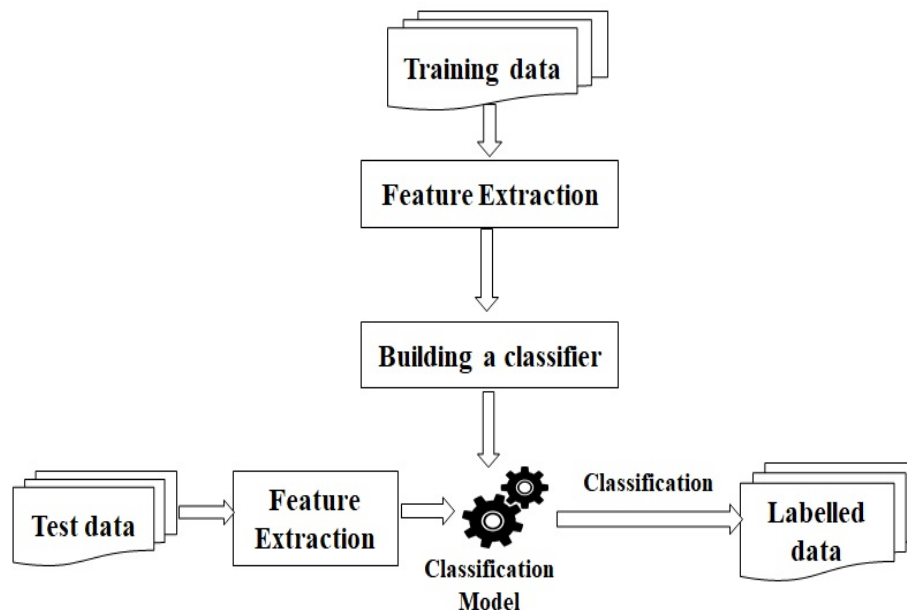 Training data
Feature Extraction
Building a classifier
Test data
Feature
Extraction
Classification
Model
Classification
Labelled
data